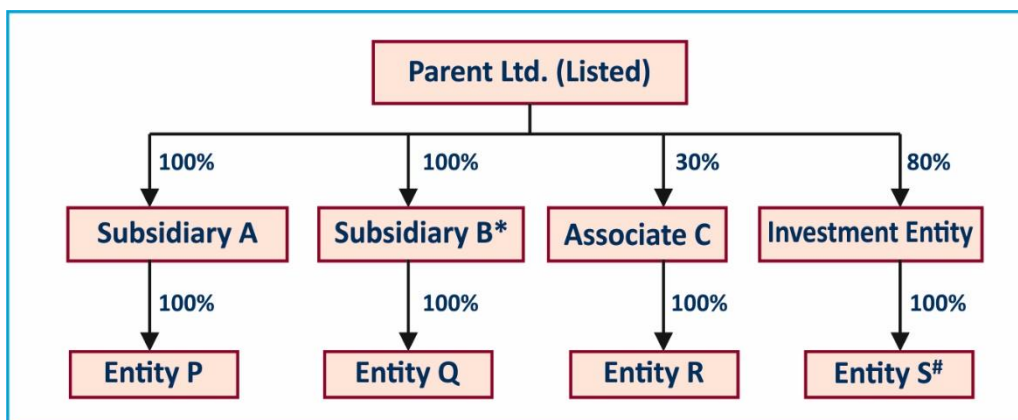 Parent Ltd. (Listed)
100%
100%
30%
80%
Subsidiary A
Subsidiary B*
Associate C
Investment Entity
100%
100%
100%
100%
Entity P
Entity Q
Entity R
Entity S#